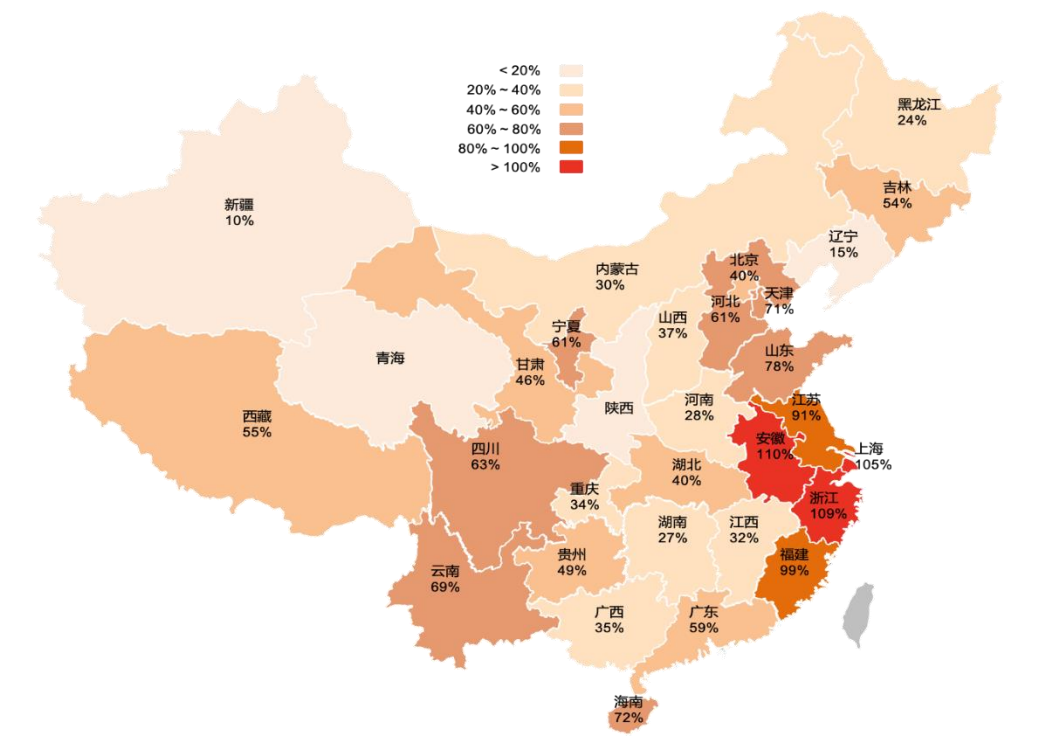 < 20%
20% ~ 40%
40% ~ 60%
60% ~ 80%
80% ~ 100%
> 100%
黑龙江
24%
吉林
54%
辽宁
15%
新疆
10%
内蒙古
30%
北京
40%
天津
71%
河北
61%
山西
37%
宁夏
61%
山东
78%
青海
甘肃
46%
陕西
河南
28%
江苏
91%
西藏
55%
安徽
110%
上海
105%
四川
63%
湖北
40%
重庆
34%
浙江
109%
湖南
27%
江西
32%
贵州
49%
福建
99%
云南
69%
广西
35%
广东
59%
海南
72%